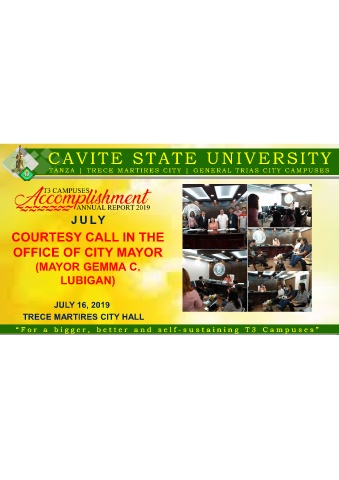 CAVITE STATE UNIVERSITY
TANZA | TRECE MARTIRES CITY | GENERAL TRIAS CITY CAMPUSES
T3 CAMPUSES
Accomplishment
ANNUAL REPORT 2019
JULY
COURTESY CALL IN THE
OFFICE OF CITY MAYOR
(MAYOR GEMMA C.
LUBIGAN)
JULY 16, 2019
TRECE MARTIRES CITY HALL
"For a bigger, better and self-sustaining T3 Campuses"